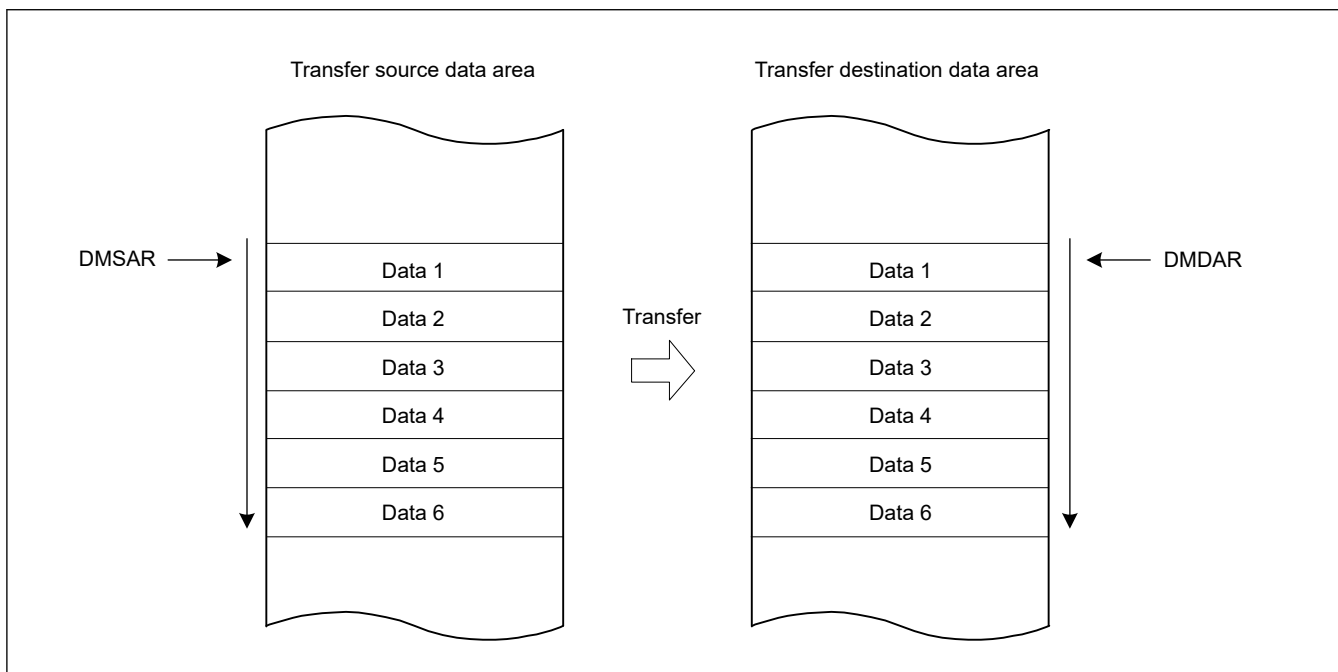 Transfer source data area
Transfer destination data area
DMSAR
Data 1
Data 2
Data 3
Data 4
Data 5
Data 6
Transfer
Data 1
Data 2
Data 3
Data 4
Data 5
Data 6
DMDAR